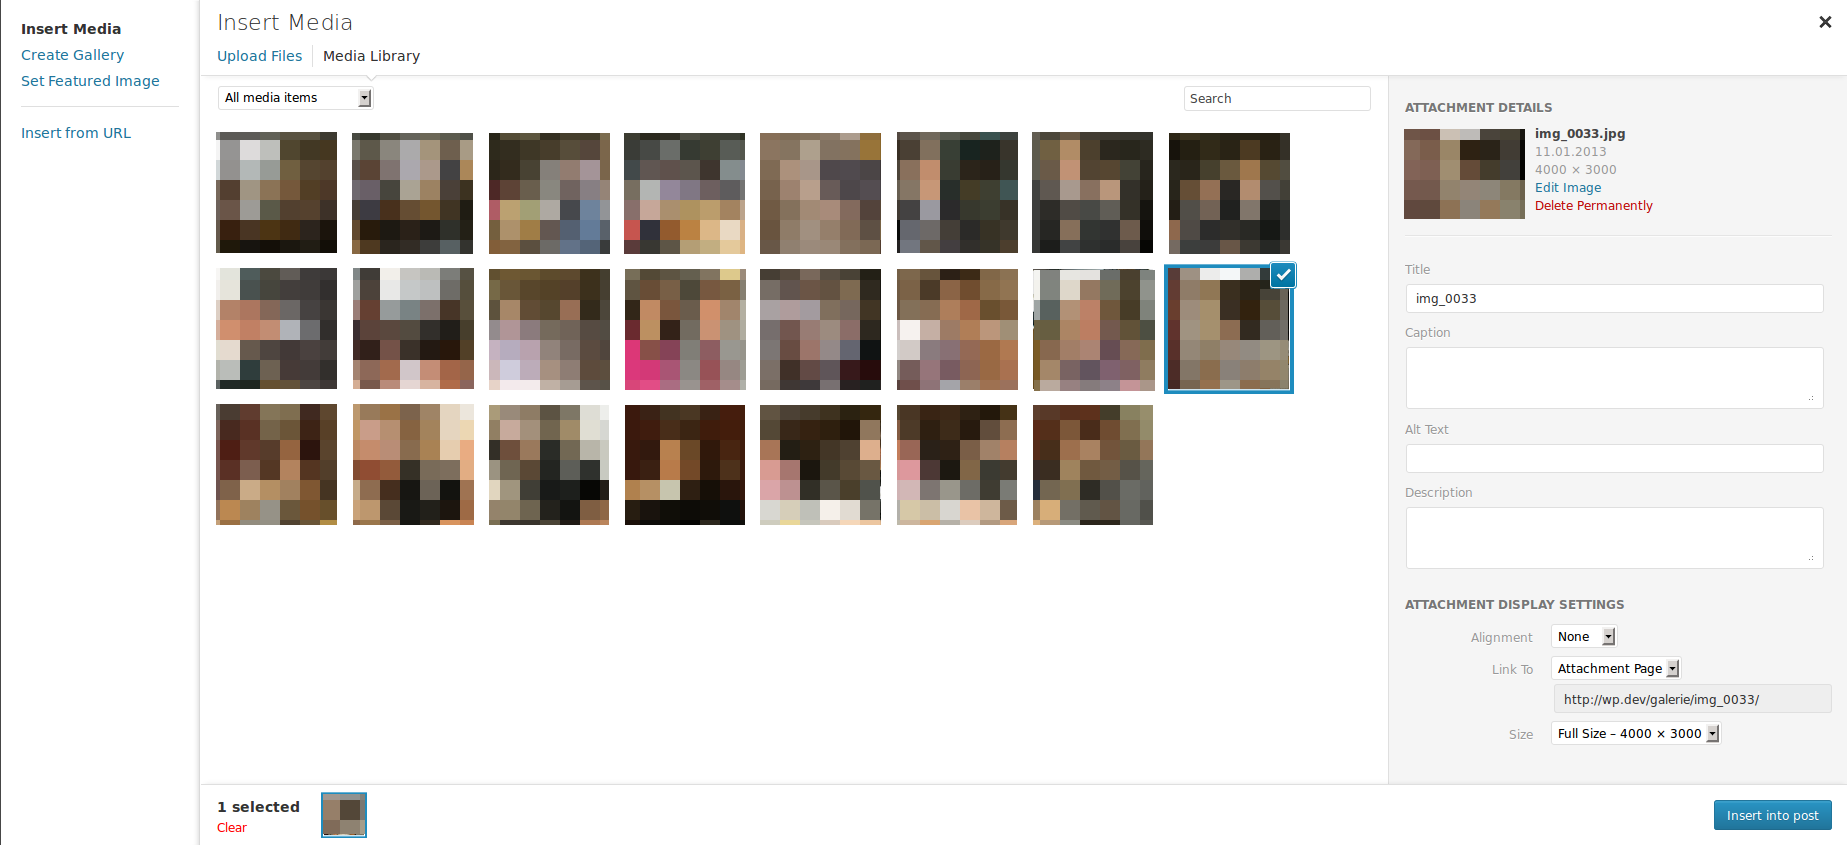 Insert Media
Create Gallery
Set Featured Image
Insert from URL
Insert Media
Upload Files
Media Library
All media items
Search
ATTACHMENT DETAILS
img_0033.jpg
11.01.2013
4000 × 3000
Edit Image
Delete Permanently
Title
img_0033
Caption
Alt Text
Description
ATTACHMENT DISPLAY SETTINGS
Alignment None
Link To Attachment Page
http://wp.dev/galerie/img_0033/
Size Full Size – 4000 × 3000
1 selected
Clear
Insert into post